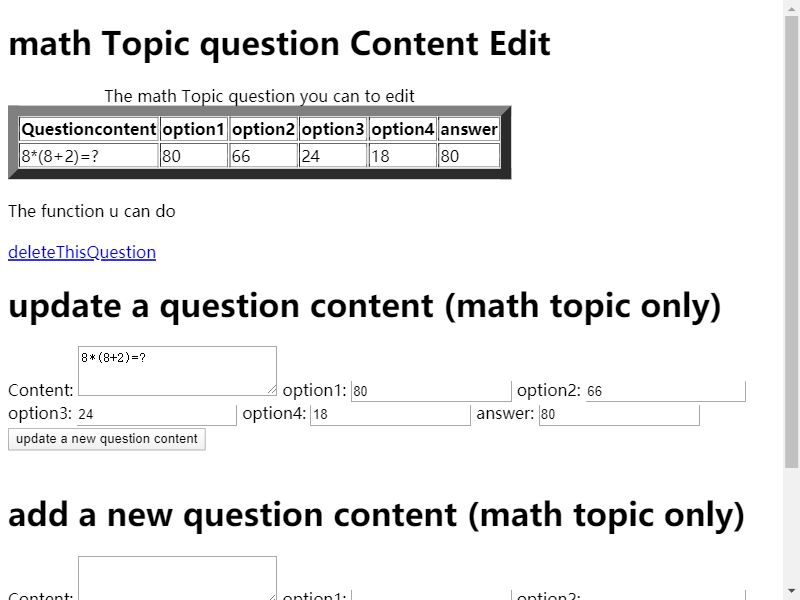 math Topic question Content Edit
The math Topic question you can to edit
Questioncontent option1 option2 option3 option4 answer
8*(8+2)=? 80 66 24 18 80
The function u can do
deleteThisQuestion
update a question content (math topic only)
8*(8+2)=?
Content: option1: 80 option2: 66
option3: 24 option4: 18 answer: 80
update a new question content
add a new question content (math topic only)
Content: option1: option2: